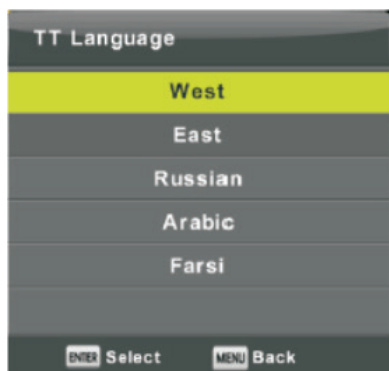 TT Language
West
East
Russian
Arabic
Farsi
ENTER Select MENU Back